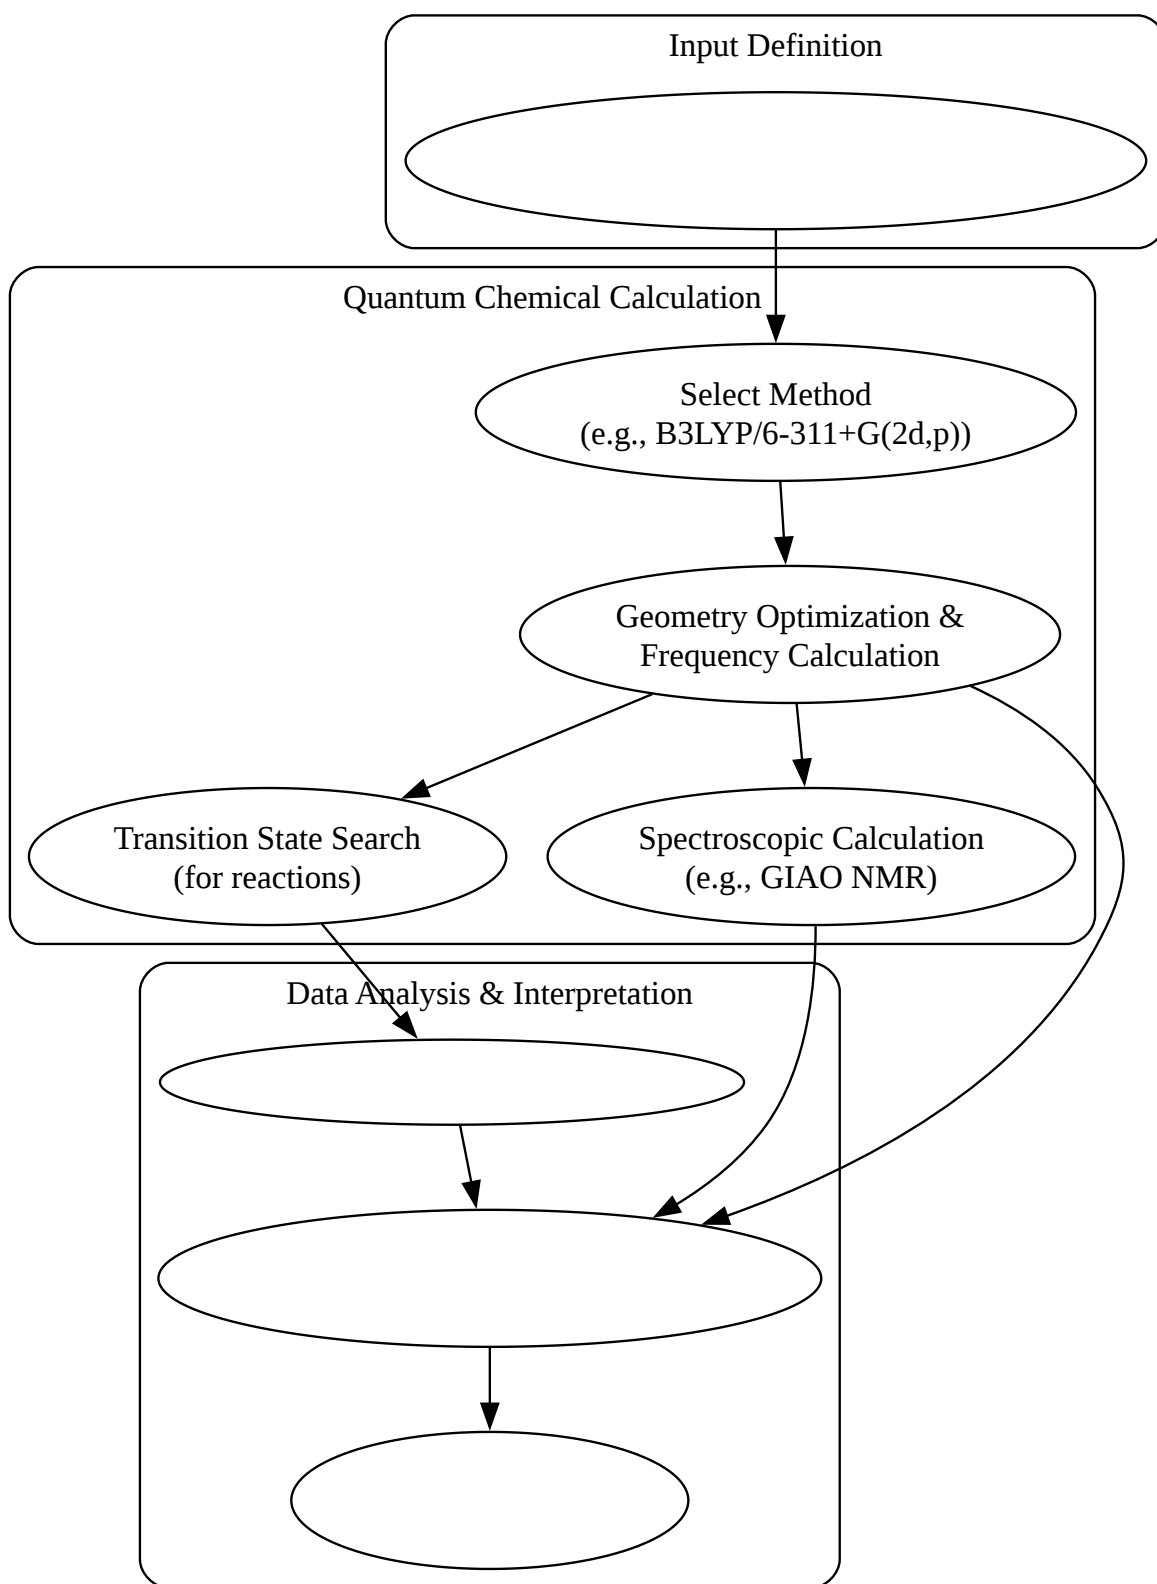 Input Definition
Quantum Chemical Calculation
Select Method
(e.g., B3LYP/6-311+G(2d,p))
Geometry Optimization &
Frequency Calculation
Transition State Search
(for reactions)
Spectroscopic Calculation
(e.g., GIAO NMR)
Data Analysis & Interpretation